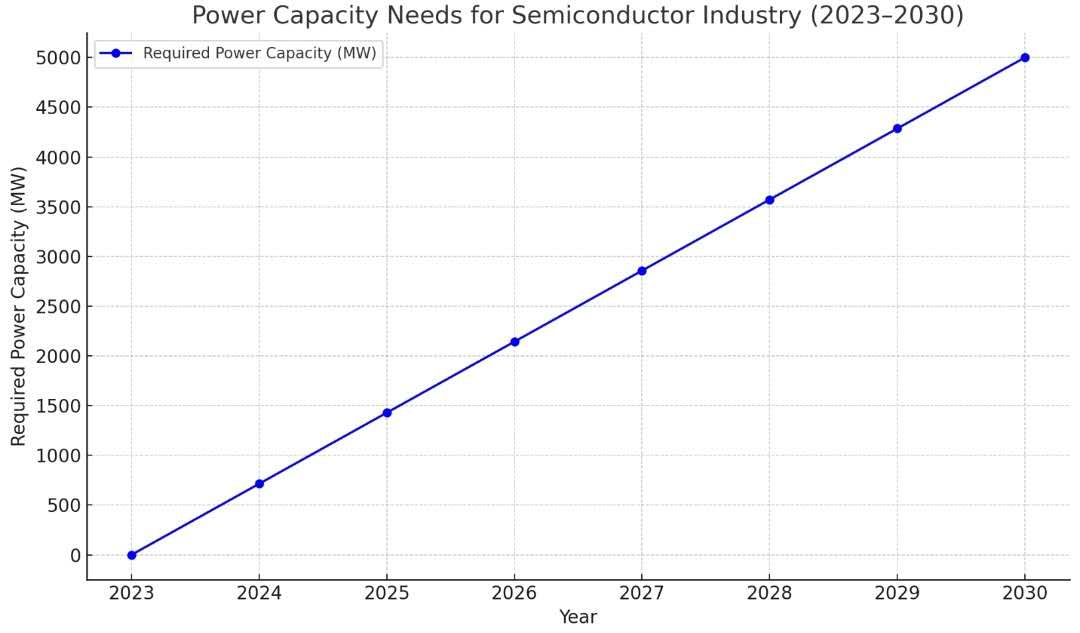 Power Capacity Needs for Semiconductor Industry (2023–2030)
Required Power Capacity (MW)
Required Power Capacity (MW)
5000
4500
4000
3500
3000
2500
2000
1500
1000
500
0
2023 2024 2025 2026 2027 2028 2029 2030
Year